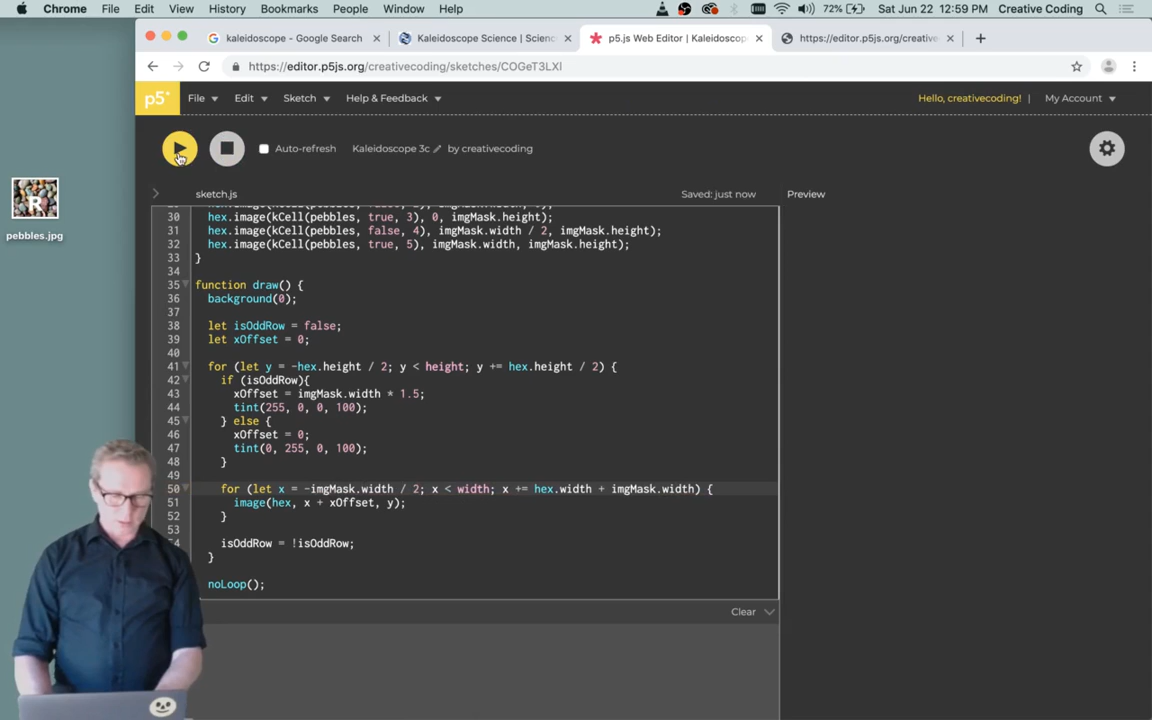 Chrome File Edit View History Bookmarks People Window Help 72% Sat Jun 22 12:59 PM Creative Coding
kaleidoscope - Google Search
Kaleidoscope Science | Scienc
p5.js Web Editor | Kaleidoscop
https://editor.p5js.org/creative
https://editor.p5js.org/creativecoding/sketches/COGeT3LXl
p5* File Edit Sketch Help & Feedback Hello, creativecoding! | My Account
Auto-refresh Kaleidoscope 3c by creativecoding
sketch.js Saved: just now Preview
R
pebbles.jpg
30 hex.image(kCell(pebbles, true, 3), 0, imgMask.height);
31 hex.image(kCell(pebbles, false, 4), imgMask.width / 2, imgMask.height);
32 hex.image(kCell(pebbles, true, 5), imgMask.width, imgMask.height);
33 }
34
35 function draw() {
36 background(0);
37
38 let isOddRow = false;
39 let xOffset = 0;
40
41 for (let y = -hex.height / 2; y < height; y += hex.height / 2) {
42 if (isOddRow){
43 xOffset = imgMask.width * 1.5;
44 tint(255, 0, 0, 100);
45 } else {
46 xOffset = 0;
47 tint(0, 255, 0, 100);
48 }
49
50 for (let x = -imgMask.width / 2; x < width; x += hex.width + imgMask.width) {
51 image(hex, x + xOffset, y);
52 }
53
54 isOddRow = !isOddRow;
}
noLoop();
Clear